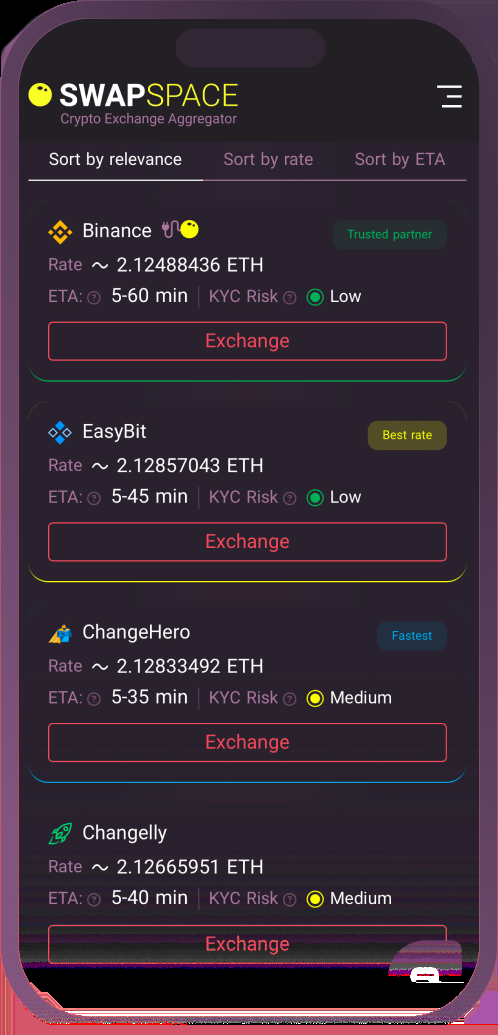 SWAPSPACE
Crypto Exchange Aggregator
Sort by relevance Sort by rate Sort by ETA
Binance Trusted partner
Rate ~ 2.12488436 ETH
ETA: ? 5-60 min KYC Risk ? Low
Exchange
EasyBit Best rate
Rate ~ 2.12857043 ETH
ETA: ? 5-45 min KYC Risk ? Low
Exchange
ChangeHero Fastest
Rate ~ 2.12833492 ETH
ETA: ? 5-35 min KYC Risk ? Medium
Exchange
Changelly
Rate ~ 2.12665951 ETH
ETA: ? 5-40 min KYC Risk ? Medium
Exchange